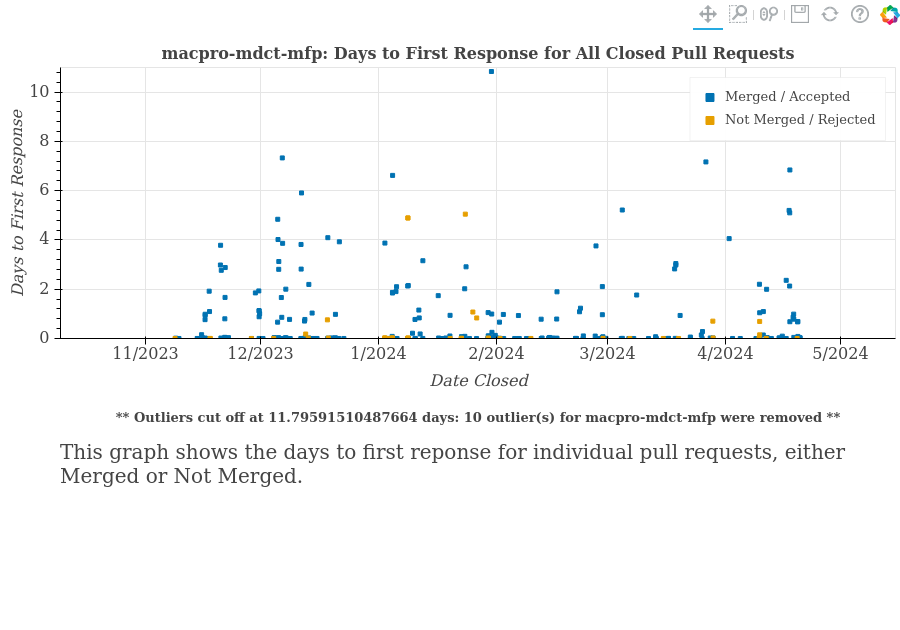 macpro-mdct-mfp: Days to First Response for All Closed Pull Requests
Merged / Accepted
Not Merged / Rejected
Days to First Response
10
8
6
4
2
0
11/2023 12/2023 1/2024 2/2024 3/2024 4/2024 5/2024
Date Closed
** Outliers cut off at 11.79591510487664 days: 10 outlier(s) for macpro-mdct-mfp were removed **
This graph shows the days to first reponse for individual pull requests, either
Merged or Not Merged.